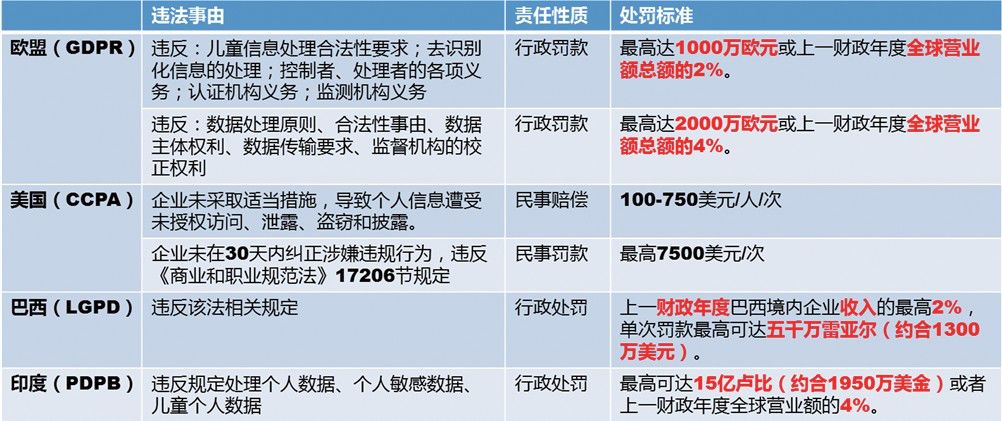 违法事由 责任性质 处罚标准
欧盟（GDPR） 违反：儿童信息处理合法性要求；去识别 行政罚款 最高达1000万欧元或上一财政年度全球营业
化信息的处理；控制者、处理者的各项义 额总额的2%。
务；认证机构义务；监测机构义务
违反：数据处理原则、合法性事由、数据 行政罚款 最高达2000万欧元或上一财政年度全球营业
主体权利、数据传输要求、监督机构的校 额总额的4%。
正权利
美国（CCPA） 企业未采取适当措施，导致个人信息遭受 民事赔偿 100-750美元/人/次
未授权访问、泄露、盗窃和披露。
企业未在30天内纠正涉嫌违规行为，违反 民事罚款 最高7500美元/次
《商业和职业规范法》17206节规定
巴西（LGPD） 违反该法相关规定 行政处罚 上一财政年度巴西境内企业收入的最高2%，
单次罚款最高可达五千万雷亚尔（约合1300
万美元）。
印度（PDPB） 违反规定处理个人数据、个人敏感数据、 行政处罚 最高可达15亿卢比（约合1950万美金）或者
儿童个人数据 上一财政年度全球营业额的4%。